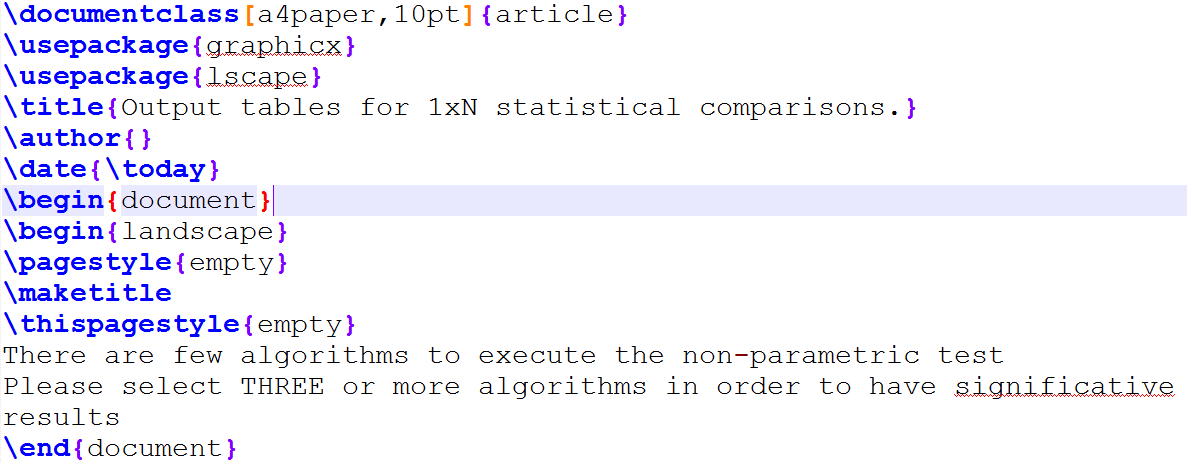 \documentclass[a4paper,10pt]{article}
\usepackage{graphicx}
\usepackage{lscape}
\title{Output tables for 1xN statistical comparisons.}
\author{}
\date{\today}
\begin{document}
\begin{landscape}
\pagestyle{empty}
\maketitle
\thispagestyle{empty}
There are few algorithms to execute the non-parametric test
Please select THREE or more algorithms in order to have significative
results
\end{document}